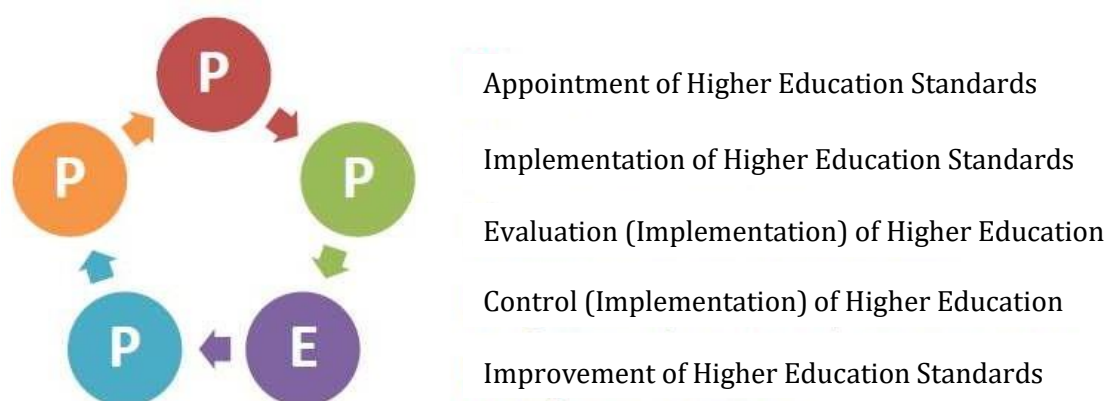 P
Appointment of Higher Education Standards
P
P
Implementation of Higher Education Standards
Evaluation (Implementation) of Higher Education
Control (Implementation) of Higher Education
P
E
Improvement of Higher Education Standards